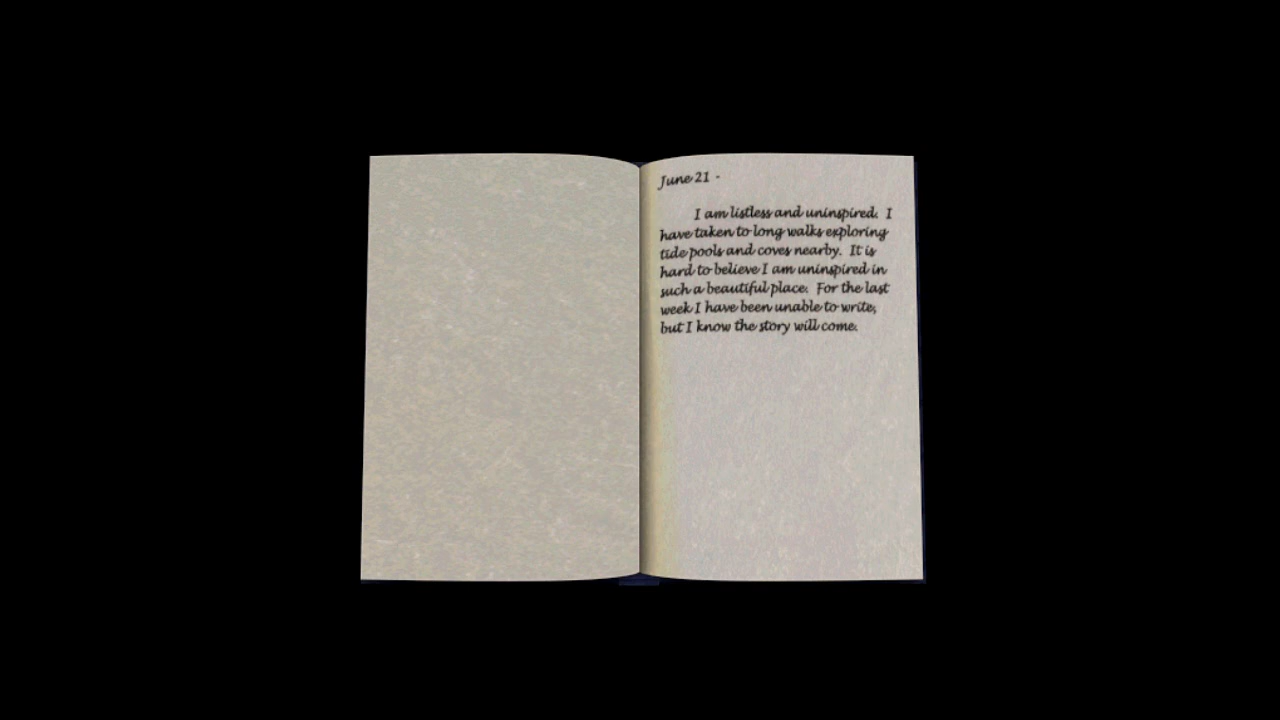 June 21 -
I am listless and uninspired. I
have taken to long walks exploring
tide pools and coves nearby. It is
hard to believe I am uninspired in
such a beautiful place. For the last
week I have been unable to write,
but I know the story will come.